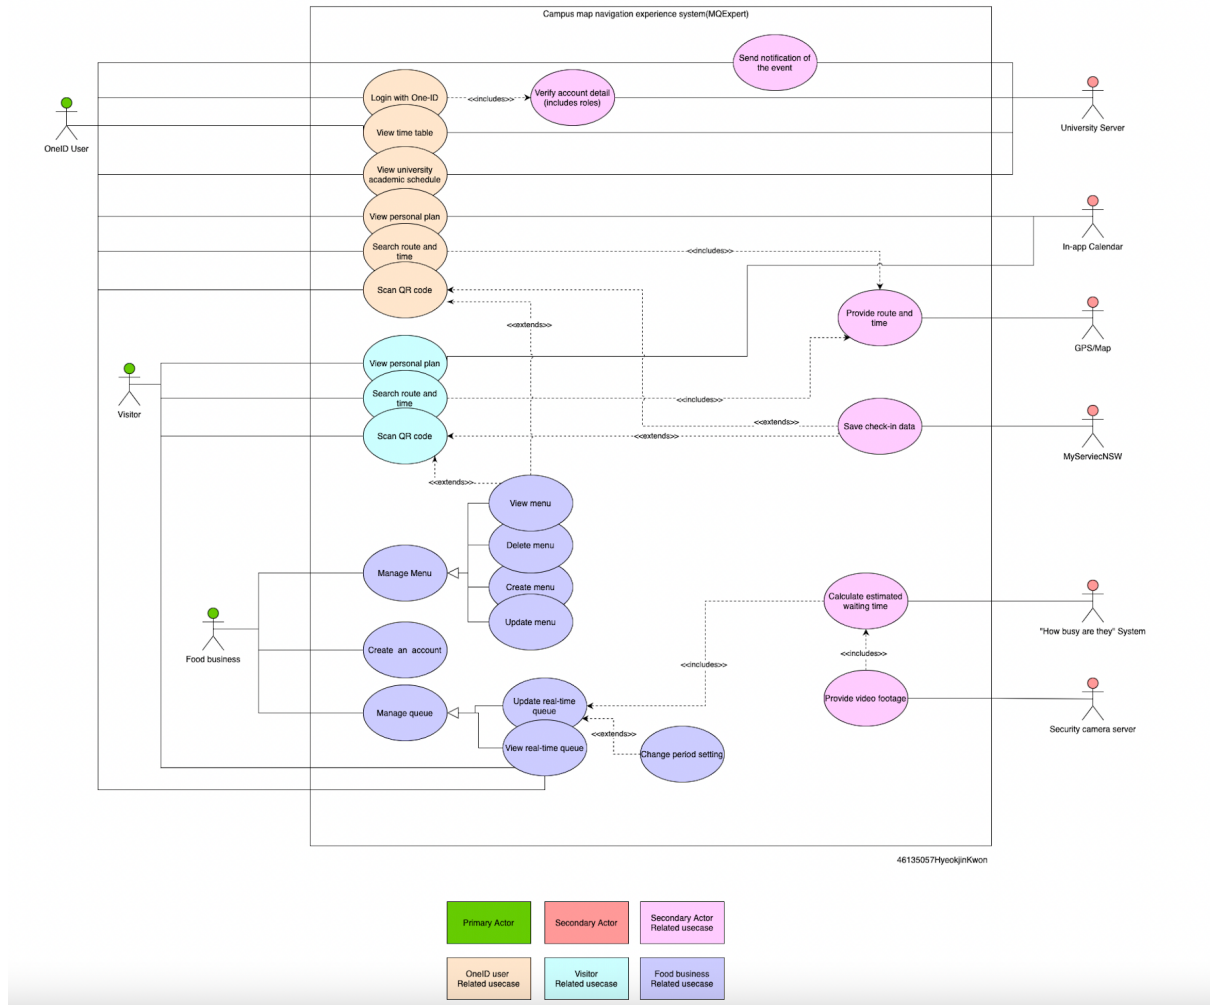 Campus map navigation experience system(MQExpert)
Send notification of
the event
Login with One-ID
<<includes>>
Verify account detail
(includes roles)
University Server
OneID User
View time table
View university
academic schedule
View personal plan
In-app Calendar
Search route and
time
<<includes>>
Scan QR code
<<extends>>
Provide route and
time
GPS/Map
View personal plan
Visitor
Search route and
time
<<includes>>
Scan QR code
<<extends>>
<<extends>>
Save check-in data
MyServiecNSW
<<extends>>
View menu
Delete menu
Manage Menu
Create menu
Update menu
Calculate estimated
waiting time
"How busy are they" System
Food business
Create an account
<<includes>>
<<includes>>
Manage queue
Update real-time
queue
<<extends>>
View real-time queue
Change period setting
Provide video footage
Security camera server
46135057HyeokjinKwon
Primary Actor
Secondary Actor
Secondary Actor
Related usecase
OneID user
Related usecase
Visitor
Related usecase
Food business
Related usecase